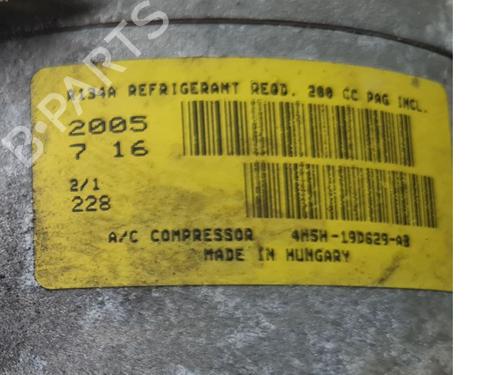 B-PARTS
R134A REFRIGERAMT REQD. 200 CC PAG INCL.
2005
7 16
2/1
228
A/C COMPRESSOR 4M5H-19D629-AB
MADE IN HUNGARY